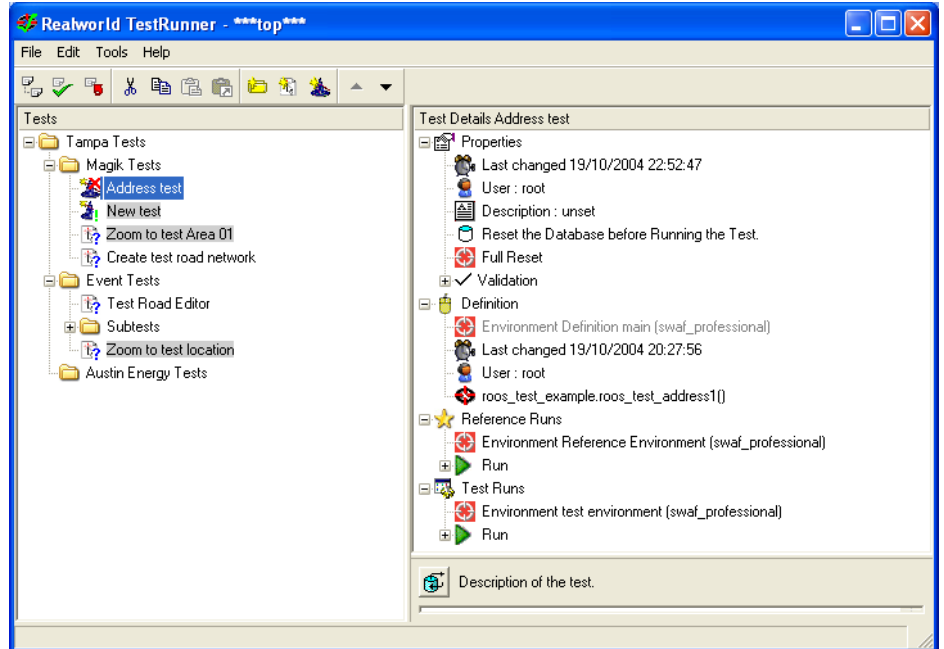 Realworld TestRunner - ***top***
File Edit Tools Help
Tests
Tampa Tests
Magik Tests
Address test
New test
Zoom to test Area 01
Create test road network
Event Tests
Test Road Editor
Subtests
Zoom to test location
Austin Energy Tests
Test Details Address test
Properties
Last changed 19/10/2004 22:52:47
User : root
Description : unset
Reset the Database before Running the Test.
Full Reset
Validation
Definition
Environment Definition main (swaf_professional)
Last changed 19/10/2004 20:27:56
User : root
roos_test_example.roos_test_address1()
Reference Runs
Environment Reference Environment (swaf_professional)
Run
Test Runs
Environment test environment (swaf_professional)
Run
Description of the test.